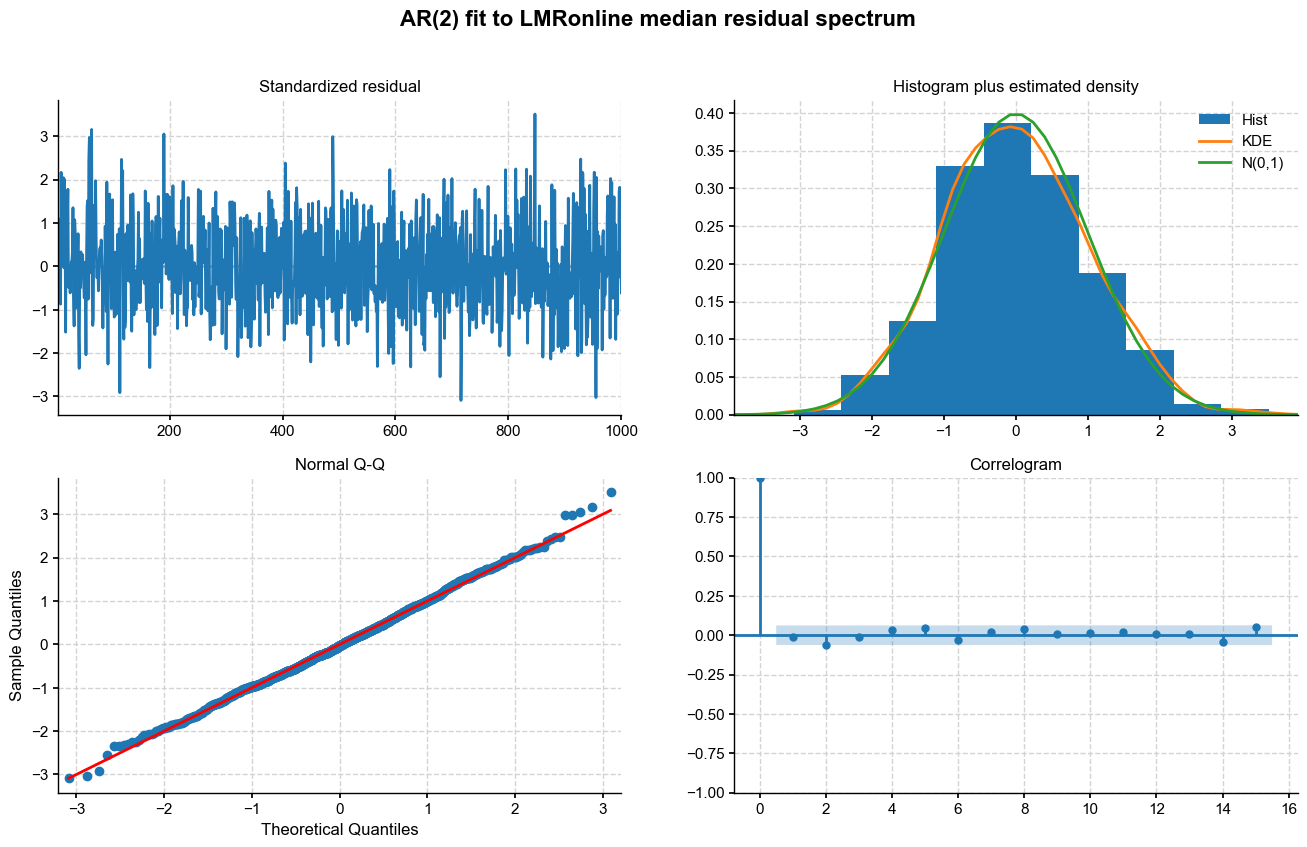 AR(2) fit to LMRonline median residual spectrum
Standardized residual
3
2
1
0
−1
−2
−3
200 400 600 800 1000
Histogram plus estimated density
0.40
0.35
0.30
0.25
0.20
0.15
0.10
0.05
0.00
−3 −2 −1 0 1 2 3
Hist
KDE
N(0,1)
Normal Q-Q
Sample Quantiles
3
2
1
0
−1
−2
−3
−3 −2 −1 0 1 2 3
Theoretical Quantiles
Correlogram
1.00
0.75
0.50
0.25
0.00
−0.25
−0.50
−0.75
−1.00
0 2 4 6 8 10 12 14 16